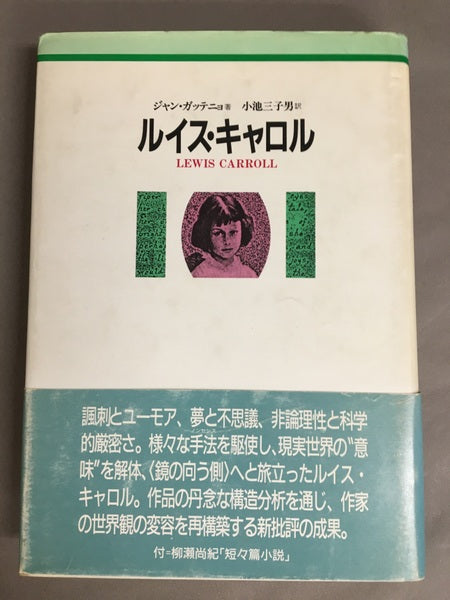 ジャン・ガッテニョ著 小池三子男訳
ルイス・キャロル
LEWIS CARROLL
諷刺とユーモア、夢と不思議、非論理性と科学
的厳密さ。様々な手法を駆使し、現実世界の“意
ノンセンス
味”を解体、〈鏡の向う側〉へと旅立ったルイス・
キャロル。作品の丹念な構造分析を通じ、作家
の世界観の変容を再構築する新批評の成果。
付=柳瀬尚紀「短々篇小説」